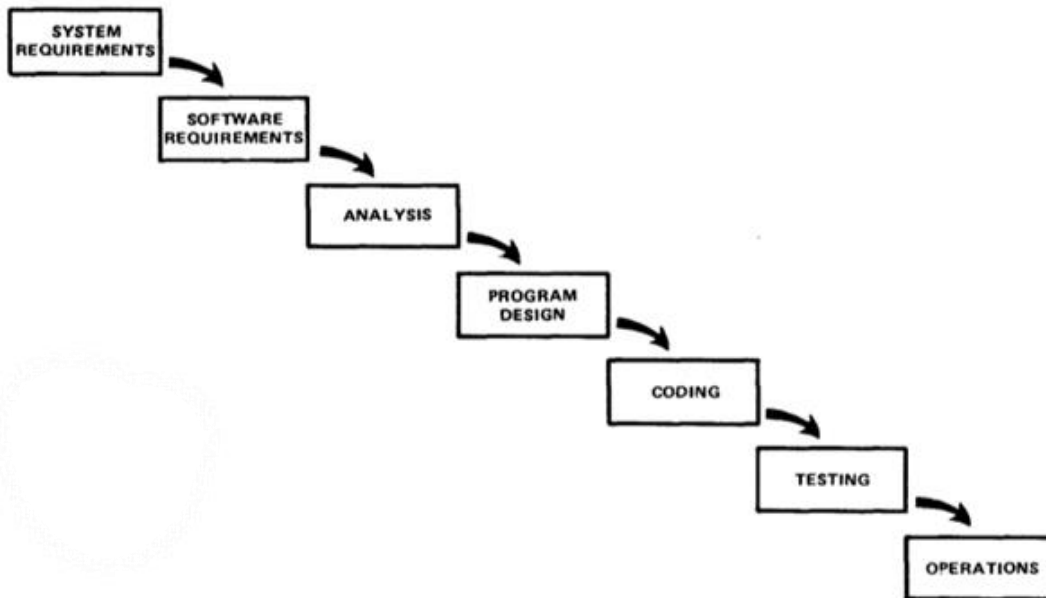 SYSTEM
REQUIREMENTS
SOFTWARE
REQUIREMENTS
ANALYSIS
PROGRAM
DESIGN
CODING
TESTING
OPERATIONS